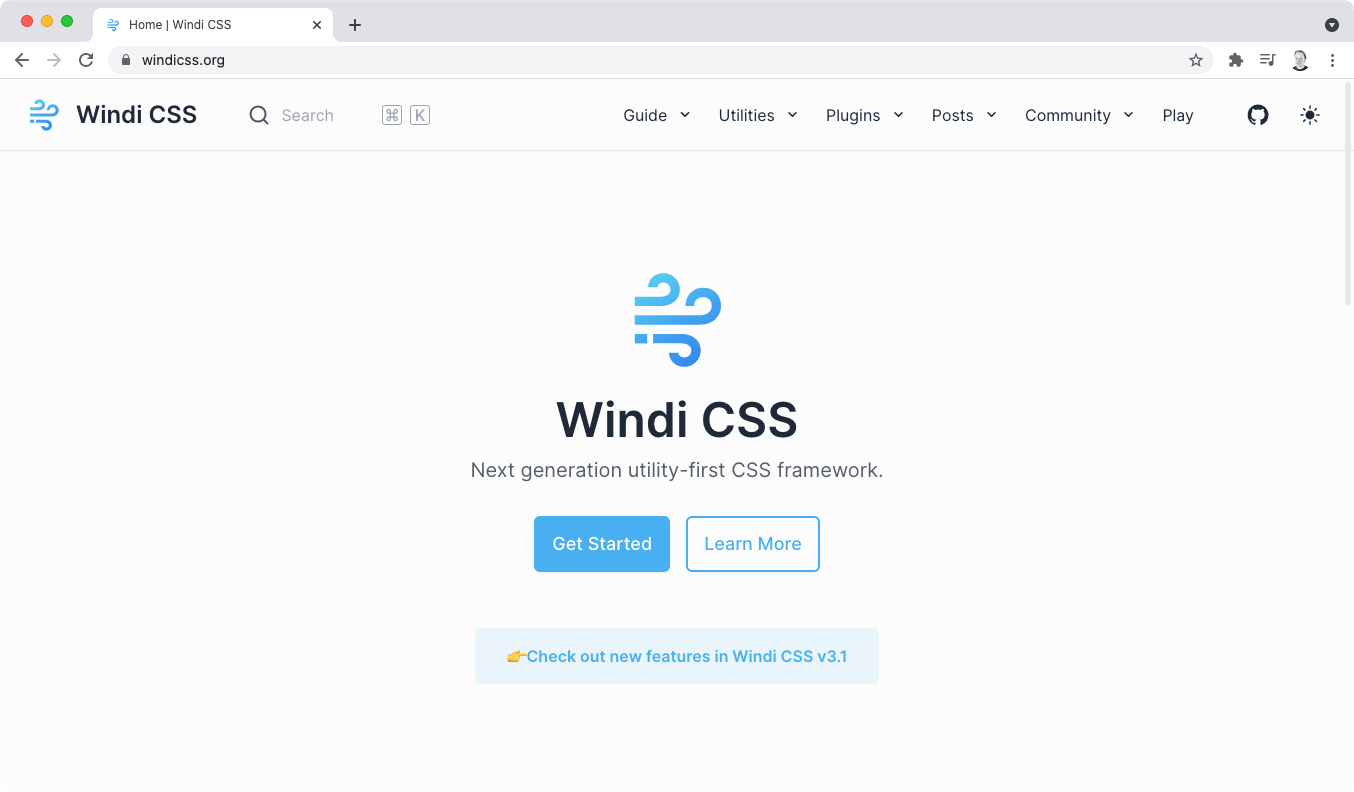 Home | Windi CSS
windicss.org
Windi CSS Search ⌘ K Guide Utilities Plugins Posts Community Play
Windi CSS
Next generation utility-first CSS framework.
Get Started Learn More
👉Check out new features in Windi CSS v3.1